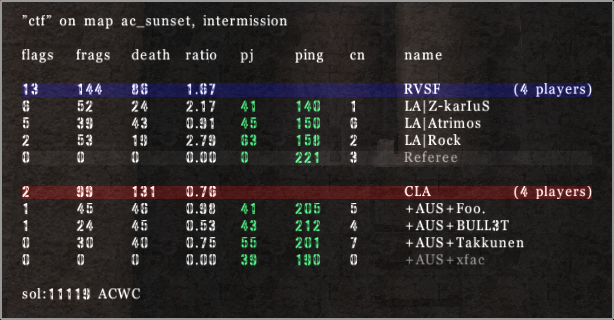 "ctf" on map ac_sunset, intermission
flags frags death ratio pj ping cn name
13 144 86 1.67 RVSF (4 players)
6 52 24 2.17 41 140 1 LA|Z-karIuS
5 39 43 0.91 45 150 6 LA|Atrimos
2 53 19 2.79 63 158 2 LA|Rock
0 0 0 0.00 0 221 3 Referee
2 99 131 0.76 CLA (4 players)
1 45 46 0.98 41 205 5 +AUS+Foo.
1 24 45 0.53 43 212 4 +AUS+BULL3T
0 30 40 0.75 55 201 7 +AUS+Takkunen
0 0 0 0.00 39 190 0 +AUS+xfac
sol:11119 ACWC